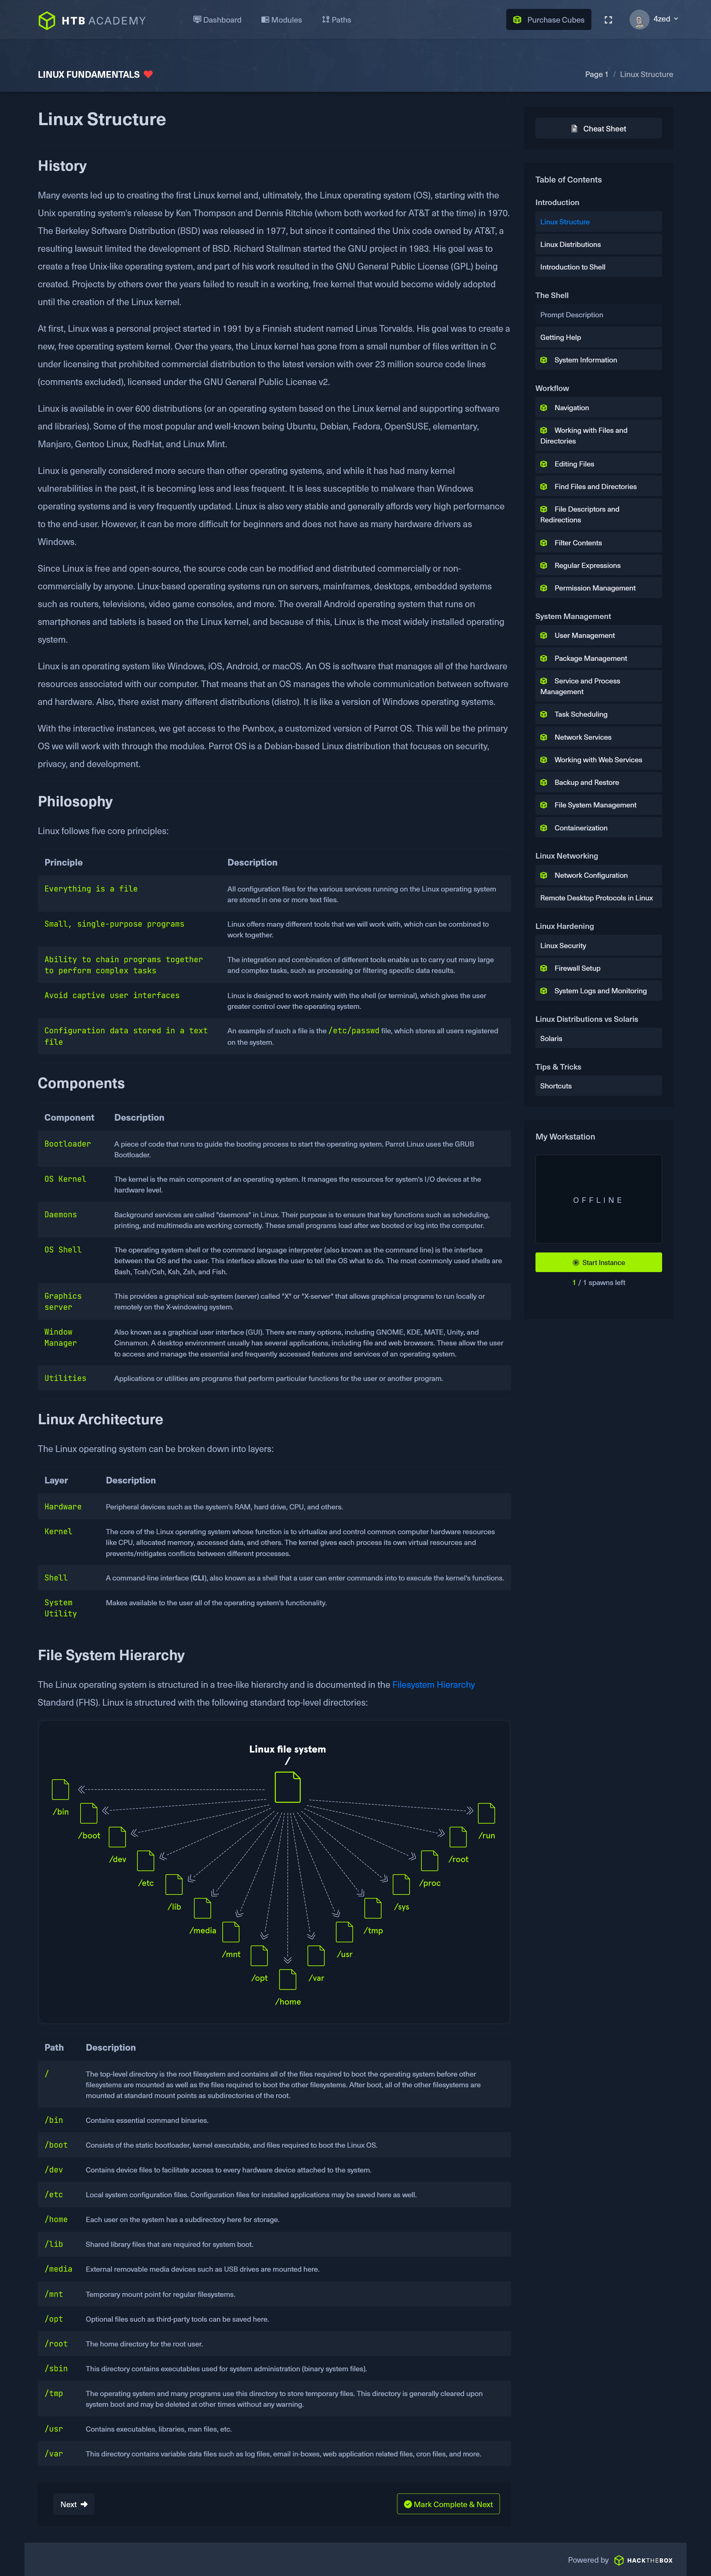 HTB ACADEMY
Dashboard
Modules
Paths
Purchase Cubes
4zed
LINUX FUNDAMENTALS
Page 1 / Linux Structure
Linux Structure
History
Many events led up to creating the first Linux kernel and, ultimately, the Linux operating system (OS), starting with the
Unix operating system's release by Ken Thompson and Dennis Ritchie (whom both worked for AT&T at the time) in 1970.
The Berkeley Software Distribution (BSD) was released in 1977, but since it contained the Unix code owned by AT&T, a
resulting lawsuit limited the development of BSD. Richard Stallman started the GNU project in 1983. His goal was to
create a free Unix-like operating system, and part of his work resulted in the GNU General Public License (GPL) being
created. Projects by others over the years failed to result in a working, free kernel that would become widely adopted
until the creation of the Linux kernel.
At first, Linux was a personal project started in 1991 by a Finnish student named Linus Torvalds. His goal was to create a
new, free operating system kernel. Over the years, the Linux kernel has gone from a small number of files written in C
under licensing that prohibited commercial distribution to the latest version with over 23 million source code lines
(comments excluded), licensed under the GNU General Public License v2.
Linux is available in over 600 distributions (or an operating system based on the Linux kernel and supporting software
and libraries). Some of the most popular and well-known being Ubuntu, Debian, Fedora, OpenSUSE, elementary,
Manjaro, Gentoo Linux, RedHat, and Linux Mint.
Linux is generally considered more secure than other operating systems, and while it has had many kernel
vulnerabilities in the past, it is becoming less and less frequent. It is less susceptible to malware than Windows
operating systems and is very frequently updated. Linux is also very stable and generally affords very high performance
to the end-user. However, it can be more difficult for beginners and does not have as many hardware drivers as
Windows.
Since Linux is free and open-source, the source code can be modified and distributed commercially or non-
commercially by anyone. Linux-based operating systems run on servers, mainframes, desktops, embedded systems
such as routers, televisions, video game consoles, and more. The overall Android operating system that runs on
smartphones and tablets is based on the Linux kernel, and because of this, Linux is the most widely installed operating
system.
Linux is an operating system like Windows, iOS, Android, or macOS. An OS is software that manages all of the hardware
resources associated with our computer. That means that an OS manages the whole communication between software
and hardware. Also, there exist many different distributions (distro). It is like a version of Windows operating systems.
With the interactive instances, we get access to the Pwnbox, a customized version of Parrot OS. This will be the primary
OS we will work with through the modules. Parrot OS is a Debian-based Linux distribution that focuses on security,
privacy, and development.
Philosophy
Linux follows five core principles:
Principle Description
Everything is a file
All configuration files for the various services running on the Linux operating system
are stored in one or more text files.
Small, single-purpose programs
Linux offers many different tools that we will work with, which can be combined to
work together.
Ability to chain programs together
to perform complex tasks
The integration and combination of different tools enable us to carry out many large
and complex tasks, such as processing or filtering specific data results.
Avoid captive user interfaces
Linux is designed to work mainly with the shell (or terminal), which gives the user
greater control over the operating system.
Configuration data stored in a text
file
An example of such a file is the /etc/passwd file, which stores all users registered
on the system.
Components
Component Description
Bootloader
A piece of code that runs to guide the booting process to start the operating system. Parrot Linux uses the GRUB
Bootloader.
OS Kernel
The kernel is the main component of an operating system. It manages the resources for system's I/O devices at the
hardware level.
Daemons
Background services are called "daemons" in Linux. Their purpose is to ensure that key functions such as scheduling,
printing, and multimedia are working correctly. These small programs load after we booted or log into the computer.
OS Shell
The operating system shell or the command language interpreter (also known as the command line) is the interface
between the OS and the user. This interface allows the user to tell the OS what to do. The most commonly used shells are
Bash, Tcsh/Csh, Ksh, Zsh, and Fish.
Graphics
server
This provides a graphical sub-system (server) called "X" or "X-server" that allows graphical programs to run locally or
remotely on the X-windowing system.
Window
Manager
Also known as a graphical user interface (GUI). There are many options, including GNOME, KDE, MATE, Unity, and
Cinnamon. A desktop environment usually has several applications, including file and web browsers. These allow the user
to access and manage the essential and frequently accessed features and services of an operating system.
Utilities
Applications or utilities are programs that perform particular functions for the user or another program.
Linux Architecture
The Linux operating system can be broken down into layers:
Layer Description
Hardware
Peripheral devices such as the system's RAM, hard drive, CPU, and others.
Kernel
The core of the Linux operating system whose function is to virtualize and control common computer hardware resources
like CPU, allocated memory, accessed data, and others. The kernel gives each process its own virtual resources and
prevents/mitigates conflicts between different processes.
Shell
A command-line interface (CLI), also known as a shell that a user can enter commands into to execute the kernel's functions.
System
Utility
Makes available to the user all of the operating system's functionality.
File System Hierarchy
The Linux operating system is structured in a tree-like hierarchy and is documented in the Filesystem Hierarchy
Standard (FHS). Linux is structured with the following standard top-level directories:
Linux file system
/
/bin
/boot
/dev
/etc
/lib
/media
/mnt
/opt
/home
/var
/usr
/tmp
/sys
/proc
/root
/run
Path Description
/
The top-level directory is the root filesystem and contains all of the files required to boot the operating system before other
filesystems are mounted as well as the files required to boot the other filesystems. After boot, all of the other filesystems are
mounted at standard mount points as subdirectories of the root.
/bin Contains essential command binaries.
/boot Consists of the static bootloader, kernel executable, and files required to boot the Linux OS.
/dev Contains device files to facilitate access to every hardware device attached to the system.
/etc Local system configuration files. Configuration files for installed applications may be saved here as well.
/home Each user on the system has a subdirectory here for storage.
/lib Shared library files that are required for system boot.
/media External removable media devices such as USB drives are mounted here.
/mnt Temporary mount point for regular filesystems.
/opt Optional files such as third-party tools can be saved here.
/root The home directory for the root user.
/sbin This directory contains executables used for system administration (binary system files).
/tmp The operating system and many programs use this directory to store temporary files. This directory is generally cleared upon
system boot and may be deleted at other times without any warning.
/usr Contains executables, libraries, man files, etc.
/var This directory contains variable data files such as log files, email in-boxes, web application related files, cron files, and more.
Next
Mark Complete & Next
Cheat Sheet
Table of Contents
Introduction
Linux Structure
Linux Distributions
Introduction to Shell
The Shell
Prompt Description
Getting Help
System Information
Workflow
Navigation
Working with Files and
Directories
Editing Files
Find Files and Directories
File Descriptors and
Redirections
Filter Contents
Regular Expressions
Permission Management
System Management
User Management
Package Management
Service and Process
Management
Task Scheduling
Network Services
Working with Web Services
Backup and Restore
File System Management
Containerization
Linux Networking
Network Configuration
Remote Desktop Protocols in Linux
Linux Hardening
Linux Security
Firewall Setup
System Logs and Monitoring
Linux Distributions vs Solaris
Solaris
Tips & Tricks
Shortcuts
My Workstation
OFFLINE
Start Instance
1 / 1 spawns left
Powered by HACKTHEBOX